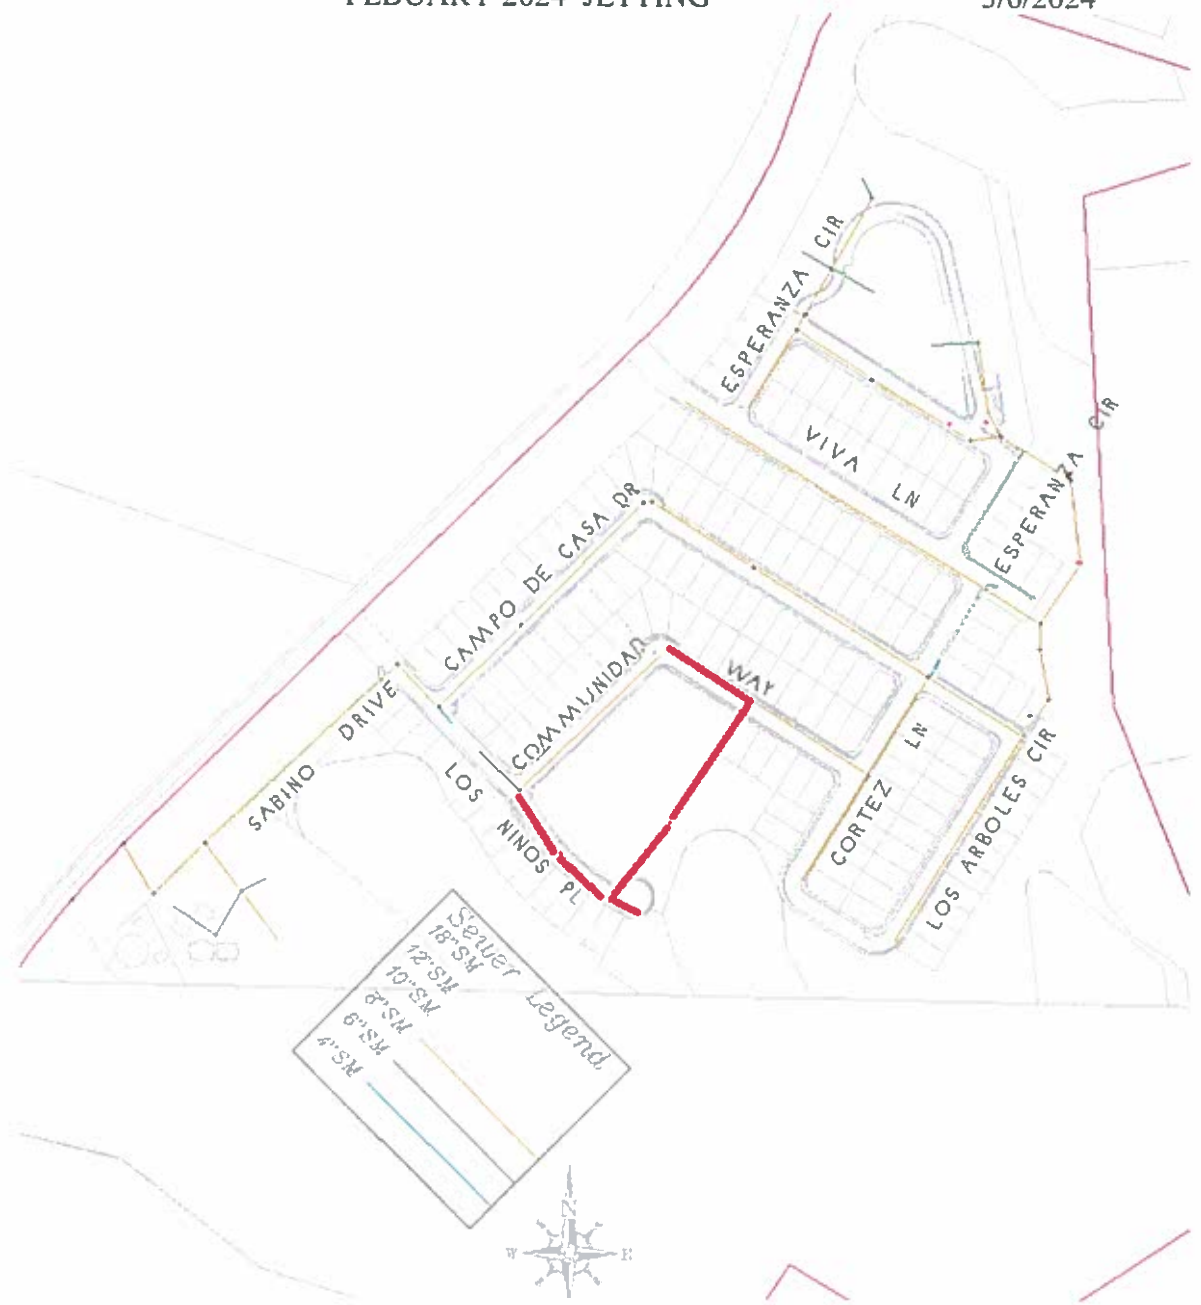 FEBUARY 2024 JETTING 3/6/2024
ESPERANZA CIR
VIVA LN
ESPERANZA CIR
CAMPO DE CASA DR
COMMUNIDAD WAY
SABINO DRIVE
LOS NINOS PL
CORTEZ LN
LOS ARBOLES CIR
Sewer Legend
18"SM
12"SM
10"SM
8"SM
6"SM
4"SM
N
W E